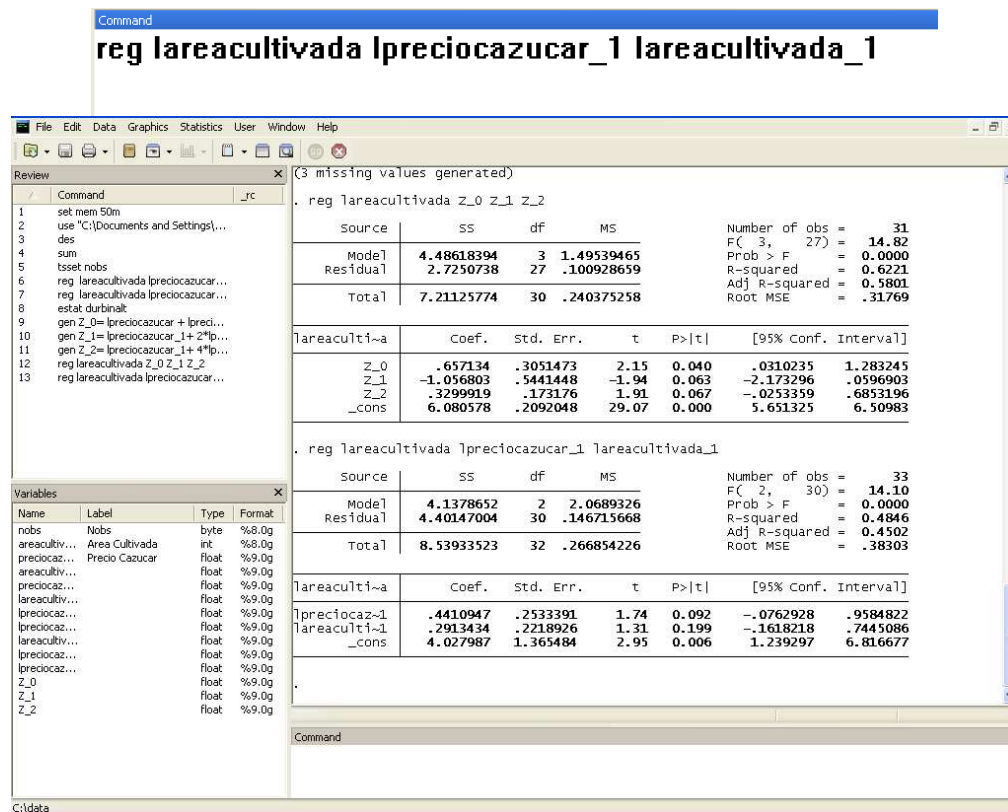 Command
reg lareacultivada lpreciocazucar_1 lareacultivada_1
File Edit Data Graphics Statistics User Window Help
Review
Command _rc
1 set mem 50m
2 use "C:\Documents and Settings\...
3 des
4 sum
5 tsset nobs
6 reg lareacultivada lpreciocazucar...
7 reg lareacultivada lpreciocazucar...
8 estat durbinalt
9 gen Z_0= lpreciocazucar + lpreci...
10 gen Z_1= lpreciocazucar_1+ 2*lp...
11 gen Z_2= lpreciocazucar_1+ 4*lp...
12 reg lareacultivada Z_0 Z_1 Z_2
13 reg lareacultivada lpreciocazucar...
Variables
Name Label Type Format
nobs Nobs byte %8.0g
areacultiv... Area Cultivada int %8.0g
preciocaz... Precio Cazucar float %9.0g
areacultiv... float %9.0g
preciocaz... float %9.0g
lareacultiv... float %9.0g
lpreciocaz... float %9.0g
lpreciocaz... float %9.0g
lareacultiv... float %9.0g
lpreciocaz... float %9.0g
lpreciocaz... float %9.0g
Z_0 float %9.0g
Z_1 float %9.0g
Z_2 float %9.0g
(3 missing values generated)
. reg lareacultivada Z_0 Z_1 Z_2
Source | SS df MS Number of obs = 31
F( 3, 27) = 14.82
Model | 4.48618394 3 1.49539465 Prob > F = 0.0000
Residual | 2.7250738 27 .100928659 R-squared = 0.6221
Adj R-squared = 0.5801
Total | 7.21125774 30 .240375258 Root MSE = .31769
lareaculti~a | Coef. Std. Err. t P>|t| [95% Conf. Interval]
Z_0 | .657134 .3051473 2.15 0.040 .0310235 1.283245
Z_1 | -1.056803 .5441448 -1.94 0.063 -2.173296 .0596903
Z_2 | .3299919 .173176 1.91 0.067 -.0253359 .6853196
_cons | 6.080578 .2092048 29.07 0.000 5.651325 6.50983
. reg lareacultivada lpreciocazucar_1 lareacultivada_1
Source | SS df MS Number of obs = 33
F( 2, 30) = 14.10
Model | 4.1378652 2 2.0689326 Prob > F = 0.0000
Residual | 4.40147004 30 .146715668 R-squared = 0.4846
Adj R-squared = 0.4502
Total | 8.53933523 32 .266854226 Root MSE = .38303
lareaculti~a | Coef. Std. Err. t P>|t| [95% Conf. Interval]
lpreciocaz~1 | .4410947 .2533391 1.74 0.092 -.0762928 .9584822
lareaculti~1 | .2913434 .2218926 1.31 0.199 -.1618218 .7445086
_cons | 4.027987 1.365484 2.95 0.006 1.239297 6.816677
.
Command
C:\data